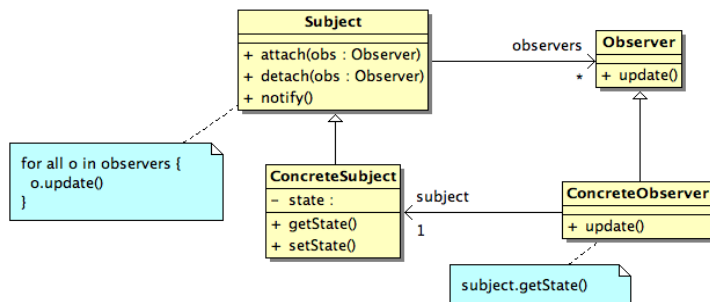 Subject
+ attach(obs : Observer)
+ detach(obs : Observer)
+ notify()
observers
*
Observer
+ update()
for all o in observers {
o.update()
}
ConcreteSubject
- state :
+ getState()
+ setState()
subject
1
ConcreteObserver
+ update()
subject.getState()